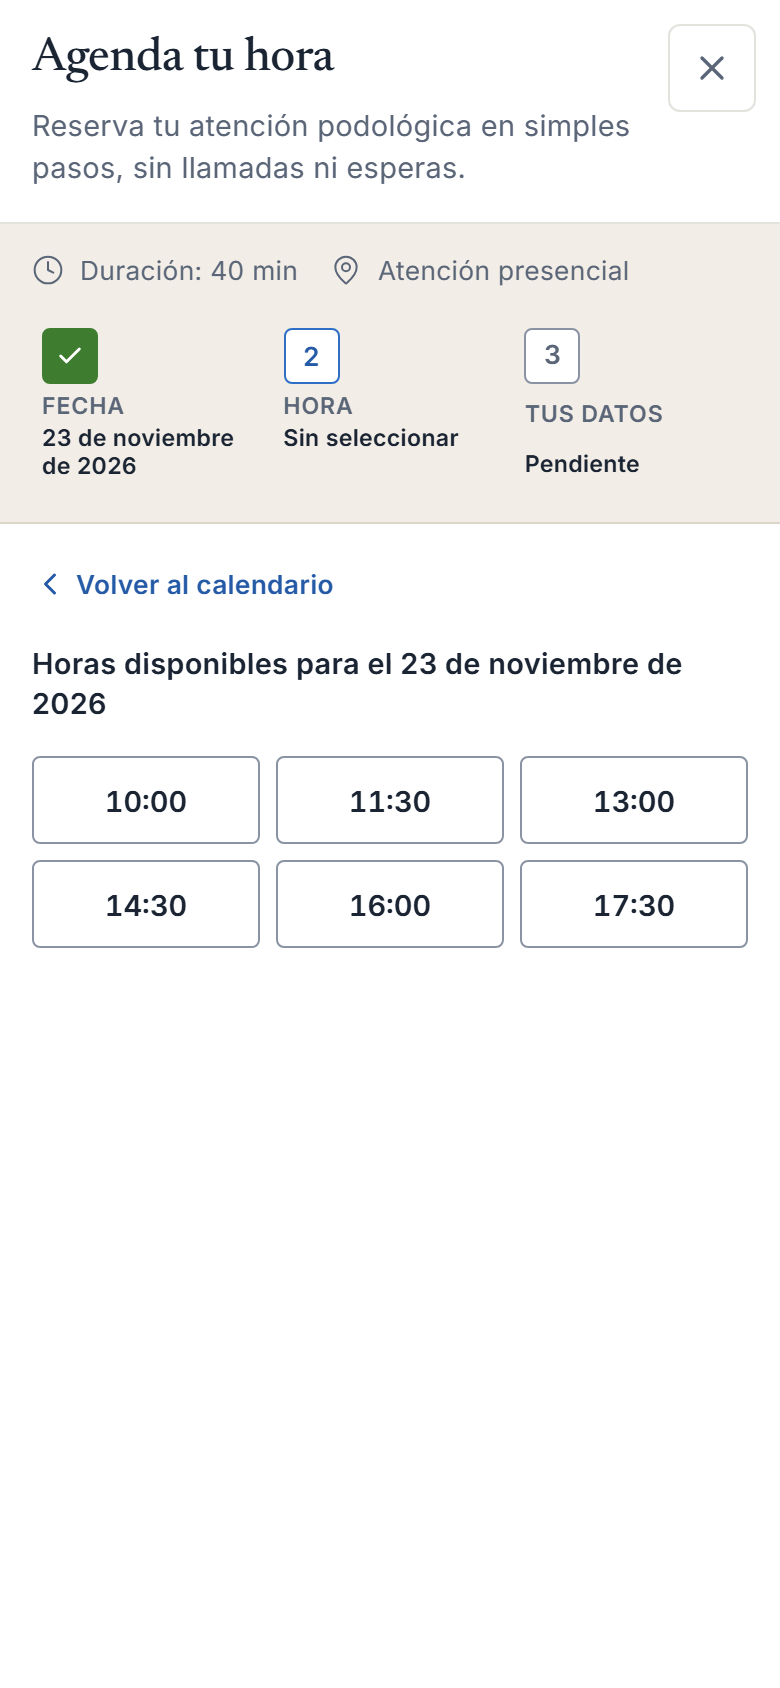 Agenda tu hora
Reserva tu atención podológica en simples
pasos, sin llamadas ni esperas.
Duración: 40 min
Atención presencial
FECHA
23 de noviembre
de 2026
2
HORA
Sin seleccionar
3
TUS DATOS
Pendiente
Volver al calendario
Horas disponibles para el 23 de noviembre de
2026
10:00
11:30
13:00
14:30
16:00
17:30